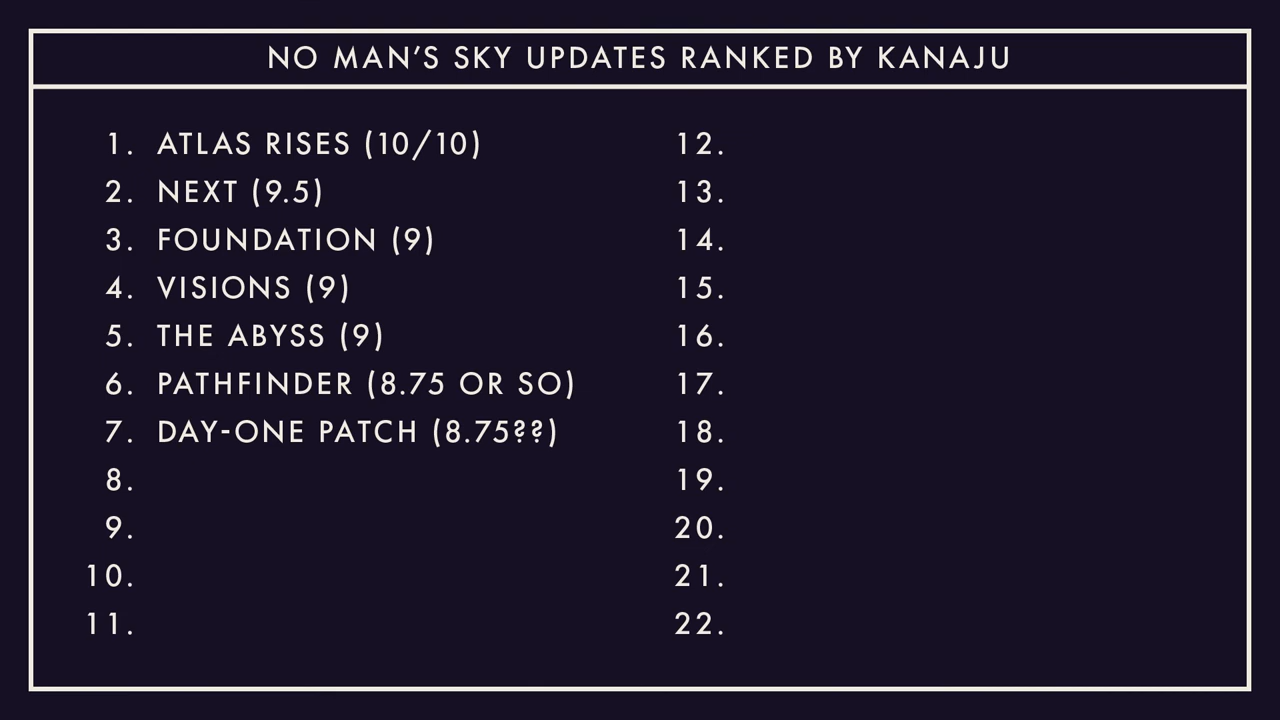 NO MAN'S SKY UPDATES RANKED BY KANAJU
1. ATLAS RISES (10/10)
2. NEXT (9.5)
3. FOUNDATION (9)
4. VISIONS (9)
5. THE ABYSS (9)
6. PATHFINDER (8.75 OR SO)
7. DAY-ONE PATCH (8.75??)
8.
9.
10.
11.
12.
13.
14.
15.
16.
17.
18.
19.
20.
21.
22.